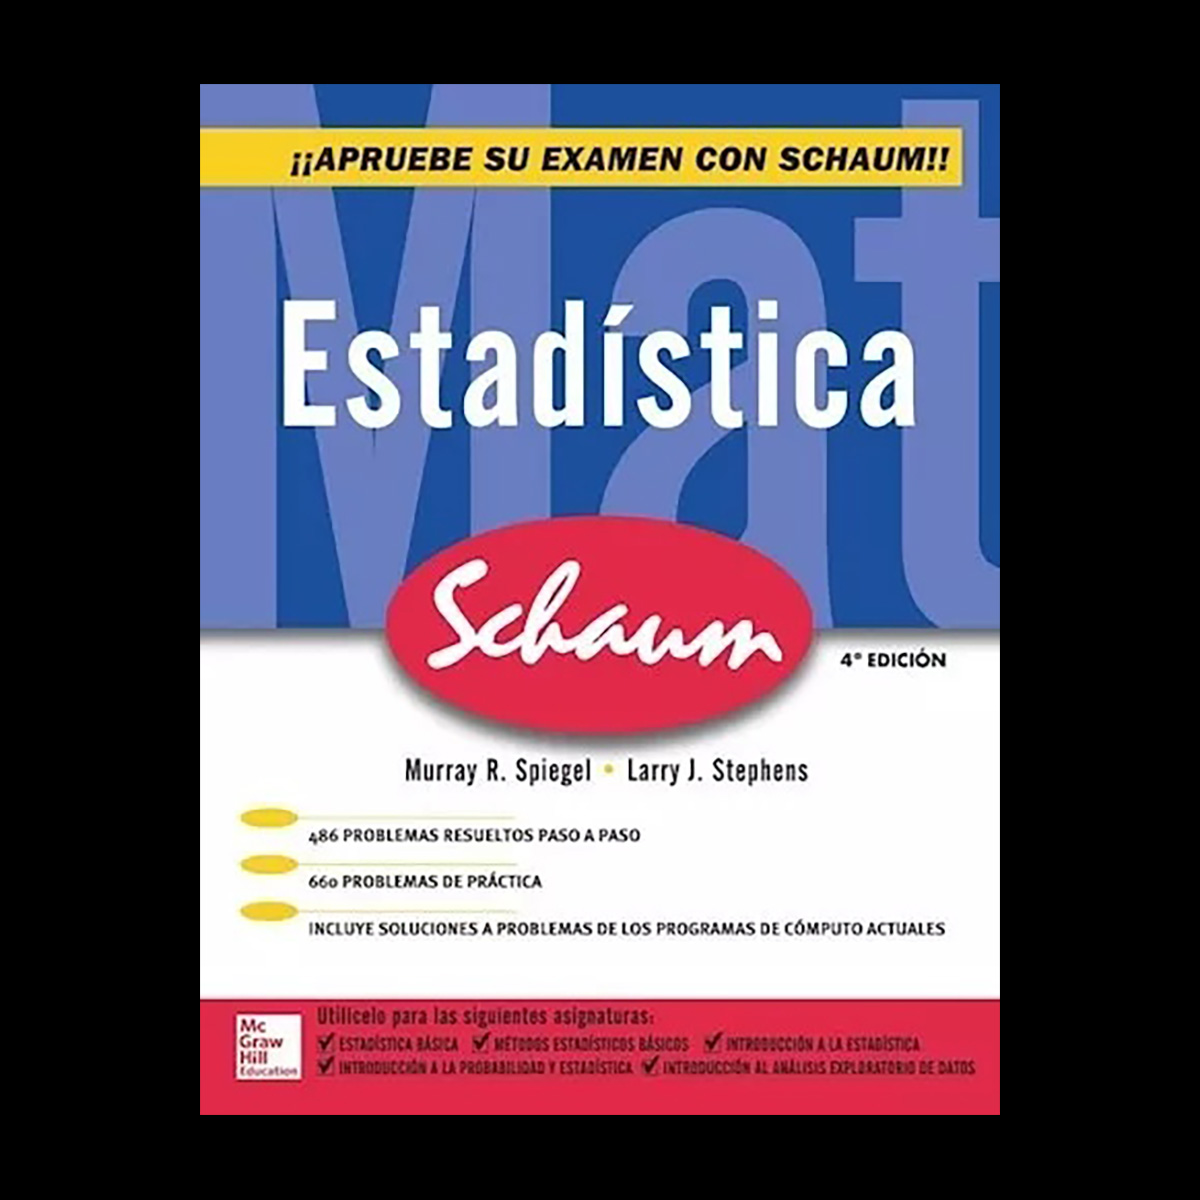 Mat
¡¡APRUEBE SU EXAMEN CON SCHAUM!!
Estadística
Schaum
4ª EDICIÓN
Murray R. Spiegel • Larry J. Stephens
486 PROBLEMAS RESUELTOS PASO A PASO
660 PROBLEMAS DE PRÁCTICA
INCLUYE SOLUCIONES A PROBLEMAS DE LOS PROGRAMAS DE CÓMPUTO ACTUALES
Mc
Graw
Hill
Education
Utilícelo para las siguientes asignaturas:
ESTADÍSTICA BÁSICA MÉTODOS ESTADÍSTICOS BÁSICOS INTRODUCCIÓN A LA ESTADÍSTICA
INTRODUCCIÓN A LA PROBABILIDAD Y ESTADÍSTICA INTRODUCCIÓN AL ANÁLISIS EXPLORATORIO DE DATOS